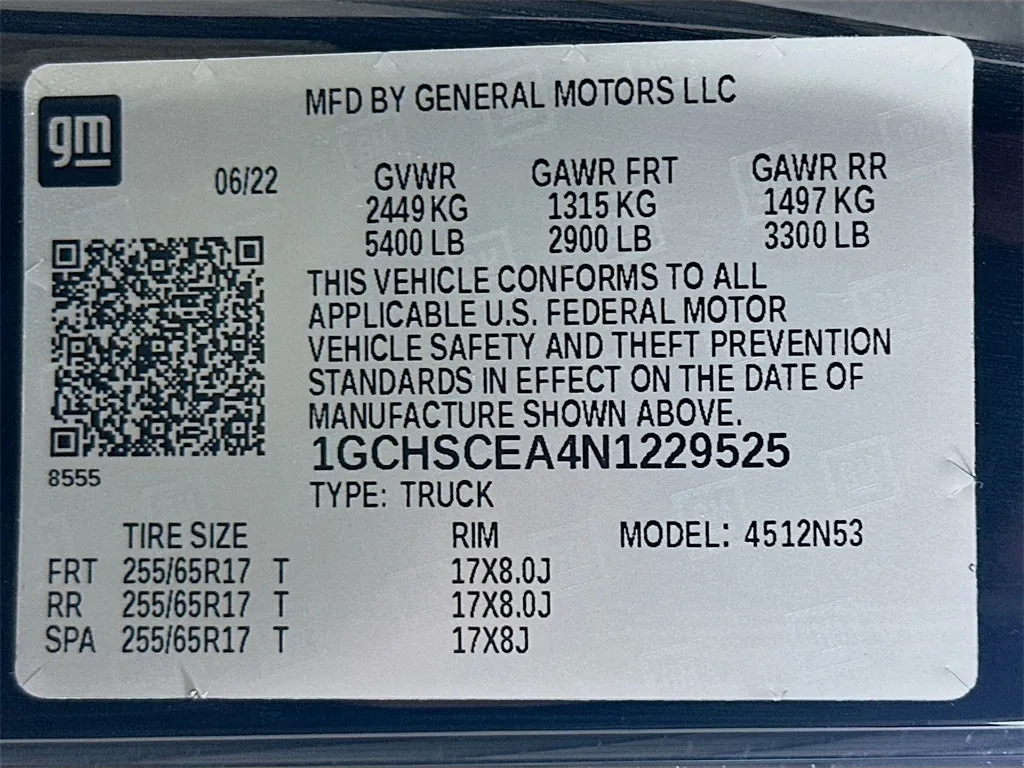 MFD BY GENERAL MOTORS LLC
gm
06/22 GVWR GAWR FRT GAWR RR
2449 KG 1315 KG 1497 KG
5400 LB 2900 LB 3300 LB
THIS VEHICLE CONFORMS TO ALL
APPLICABLE U.S. FEDERAL MOTOR
VEHICLE SAFETY AND THEFT PREVENTION
STANDARDS IN EFFECT ON THE DATE OF
MANUFACTURE SHOWN ABOVE.
1GCHSCEA4N1229525
8555
TYPE: TRUCK
TIRE SIZE RIM MODEL: 4512N53
FRT 255/65R17 T 17X8.0J
RR 255/65R17 T 17X8.0J
SPA 255/65R17 T 17X8J